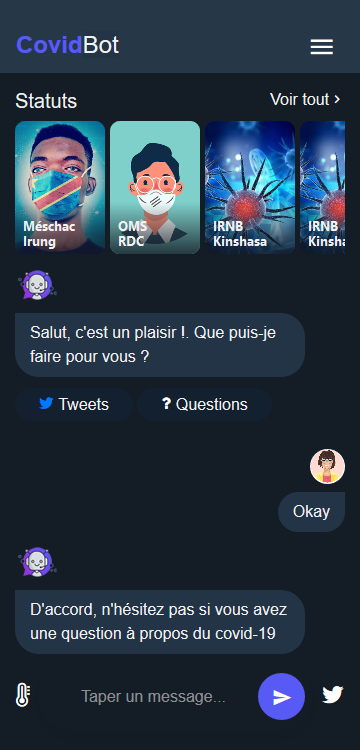 CovidBot
Statuts
Voir tout
Méschac
Irung
OMS
RDC
IRNB
Kinshasa
IRNB
Kinsha
Salut, c'est un plaisir !. Que puis-je
faire pour vous ?
Tweets
? Questions
Okay
D'accord, n'hésitez pas si vous avez
une question à propos du covid-19
Taper un message...